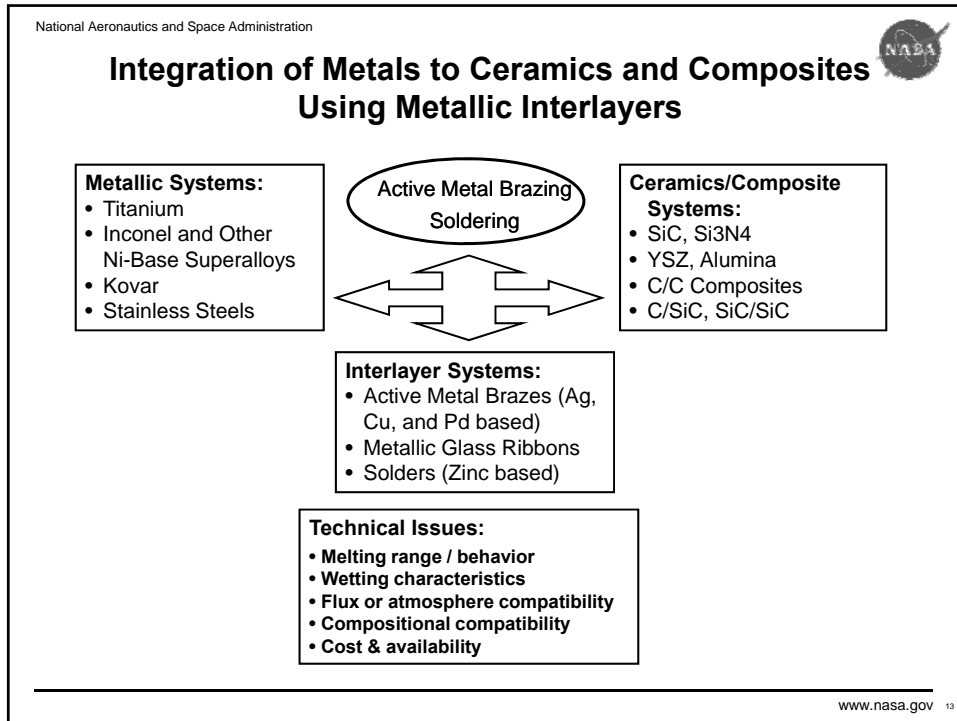 National Aeronautics and Space Administration
NASA
Integration of Metals to Ceramics and Composites
Using Metallic Interlayers
Metallic Systems:
• Titanium
• Inconel and Other
Ni-Base Superalloys
• Kovar
• Stainless Steels
Active Metal Brazing
Soldering
Ceramics/Composite
Systems:
• SiC, Si3N4
• YSZ, Alumina
• C/C Composites
• C/SiC, SiC/SiC
Interlayer Systems:
• Active Metal Brazes (Ag,
Cu, and Pd based)
• Metallic Glass Ribbons
• Solders (Zinc based)
Technical Issues:
• Melting range / behavior
• Wetting characteristics
• Flux or atmosphere compatibility
• Compositional compatibility
• Cost & availability
www.nasa.gov 13